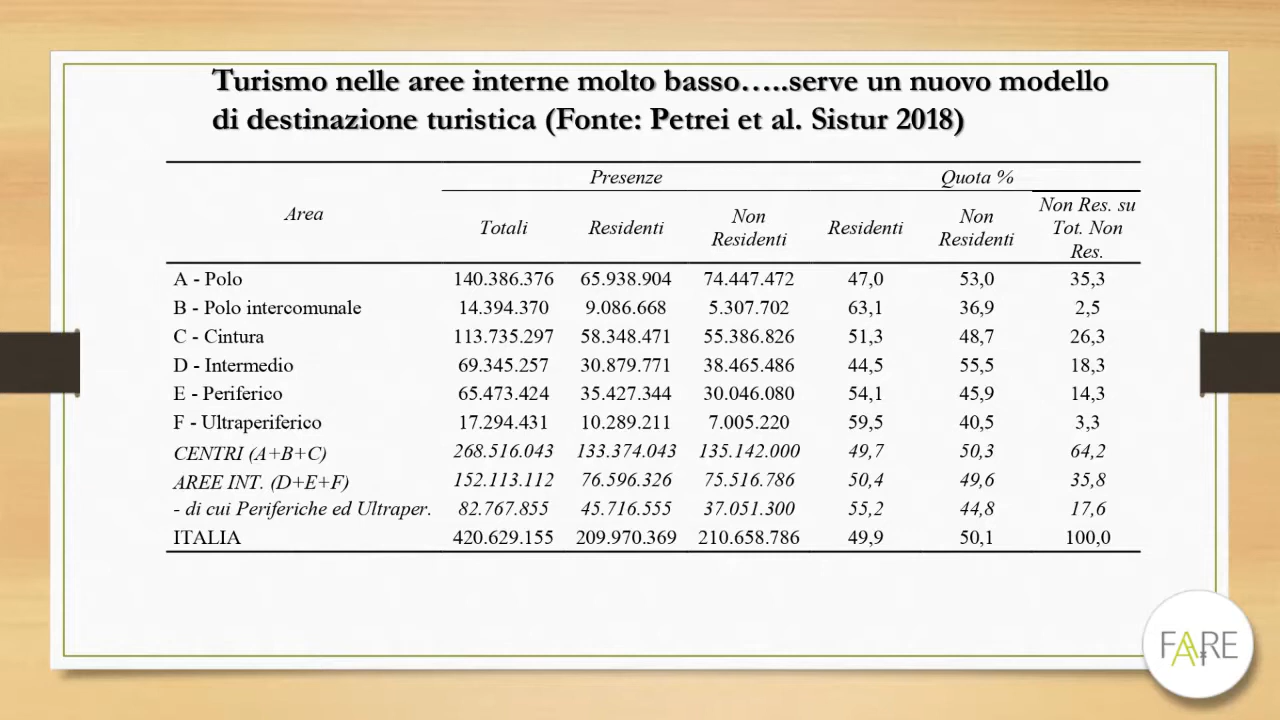 Turismo nelle aree interne molto basso.....serve un nuovo modello
di destinazione turistica (Fonte: Petrei et al. Sistur 2018)
Presenze Quota %
Area Totali Residenti Non Residenti Residenti Non Residenti Non Res. su Tot. Non Res.
A - Polo 140.386.376 65.938.904 74.447.472 47,0 53,0 35,3
B - Polo intercomunale 14.394.370 9.086.668 5.307.702 63,1 36,9 2,5
C - Cintura 113.735.297 58.348.471 55.386.826 51,3 48,7 26,3
D - Intermedio 69.345.257 30.879.771 38.465.486 44,5 55,5 18,3
E - Periferico 65.473.424 35.427.344 30.046.080 54,1 45,9 14,3
F - Ultraperiferico 17.294.431 10.289.211 7.005.220 59,5 40,5 3,3
CENTRI (A+B+C) 268.516.043 133.374.043 135.142.000 49,7 50,3 64,2
AREE INT. (D+E+F) 152.113.112 76.596.326 75.516.786 50,4 49,6 35,8
- di cui Periferiche ed Ultraper. 82.767.855 45.716.555 37.051.300 55,2 44,8 17,6
ITALIA 420.629.155 209.970.369 210.658.786 49,9 50,1 100,0
FAARE